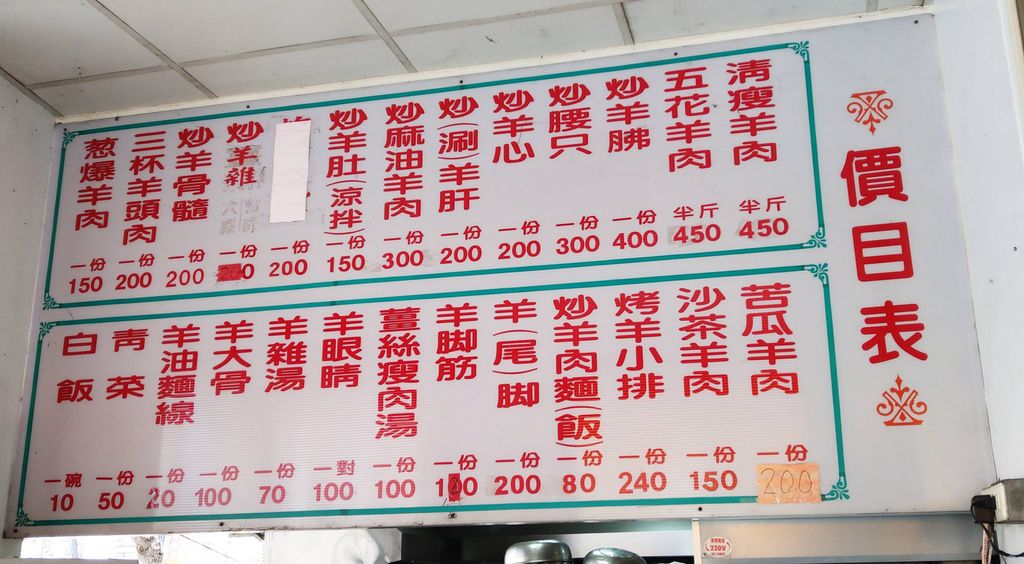 價目表
清瘦羊肉 半斤 450
五花羊肉 半斤 450
炒羊胇 一份 400
炒腰只 一份 300
炒羊心 一份 200
炒(涮)羊肝 一份 200
炒麻油羊肉 一份 300
炒羊肚(涼拌) 一份 150
一份 200
炒羊雜 一份
炒羊骨髓 一份 200
三杯羊頭肉 一份 200
葱爆羊肉 一份 150
苦瓜羊肉 一份 200
沙茶羊肉 一份 150
烤羊小排 一份 240
炒羊肉麵(飯) 一份 80
羊(尾)脚 一份 200
羊脚筋 一份
薑絲瘦肉湯 一份 100
羊眼睛 一對 100
羊雜湯 一份 70
羊大骨 一份 100
羊油麵線 一份 20
青菜 一份 50
白飯 一碗 10
220V